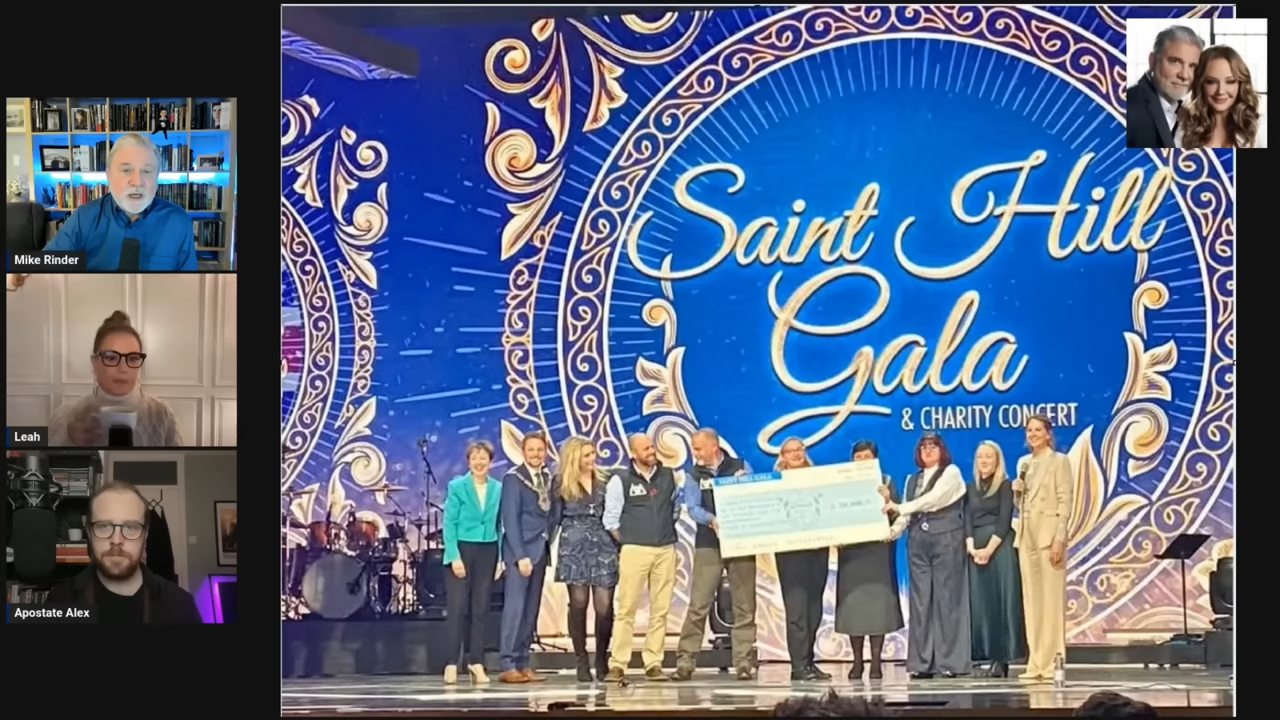 Mike Rinder
Leah
Apostate Alex
Saint Hill
Gala
& CHARITY CONCERT
SAINT HILL GALA